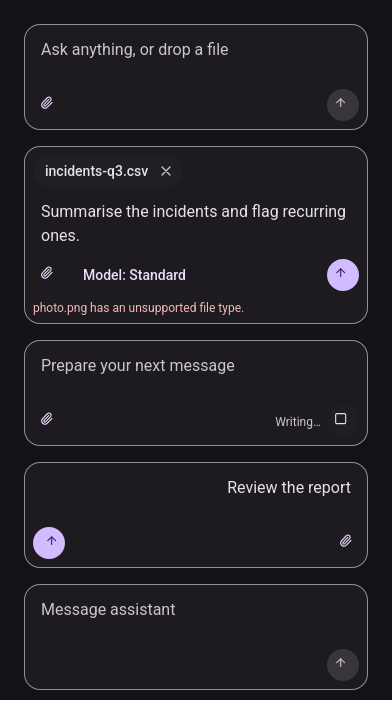 Ask anything, or drop a file
incidents-q3.csv
Summarise the incidents and flag recurring
ones.
Model: Standard
photo.png has an unsupported file type.
Prepare your next message
Writing…
Review the report
Message assistant